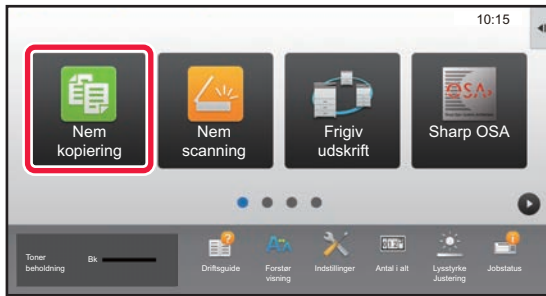 10:15
Nem
kopiering
Nem
scanning
Frigiv
udskrift
OSA
Sharp OSA
Toner
beholdning
Bk
Driftsguide
Forstør
visning
Indstillinger
Antal i alt
Lysstyrke
Justering
Jobstatus